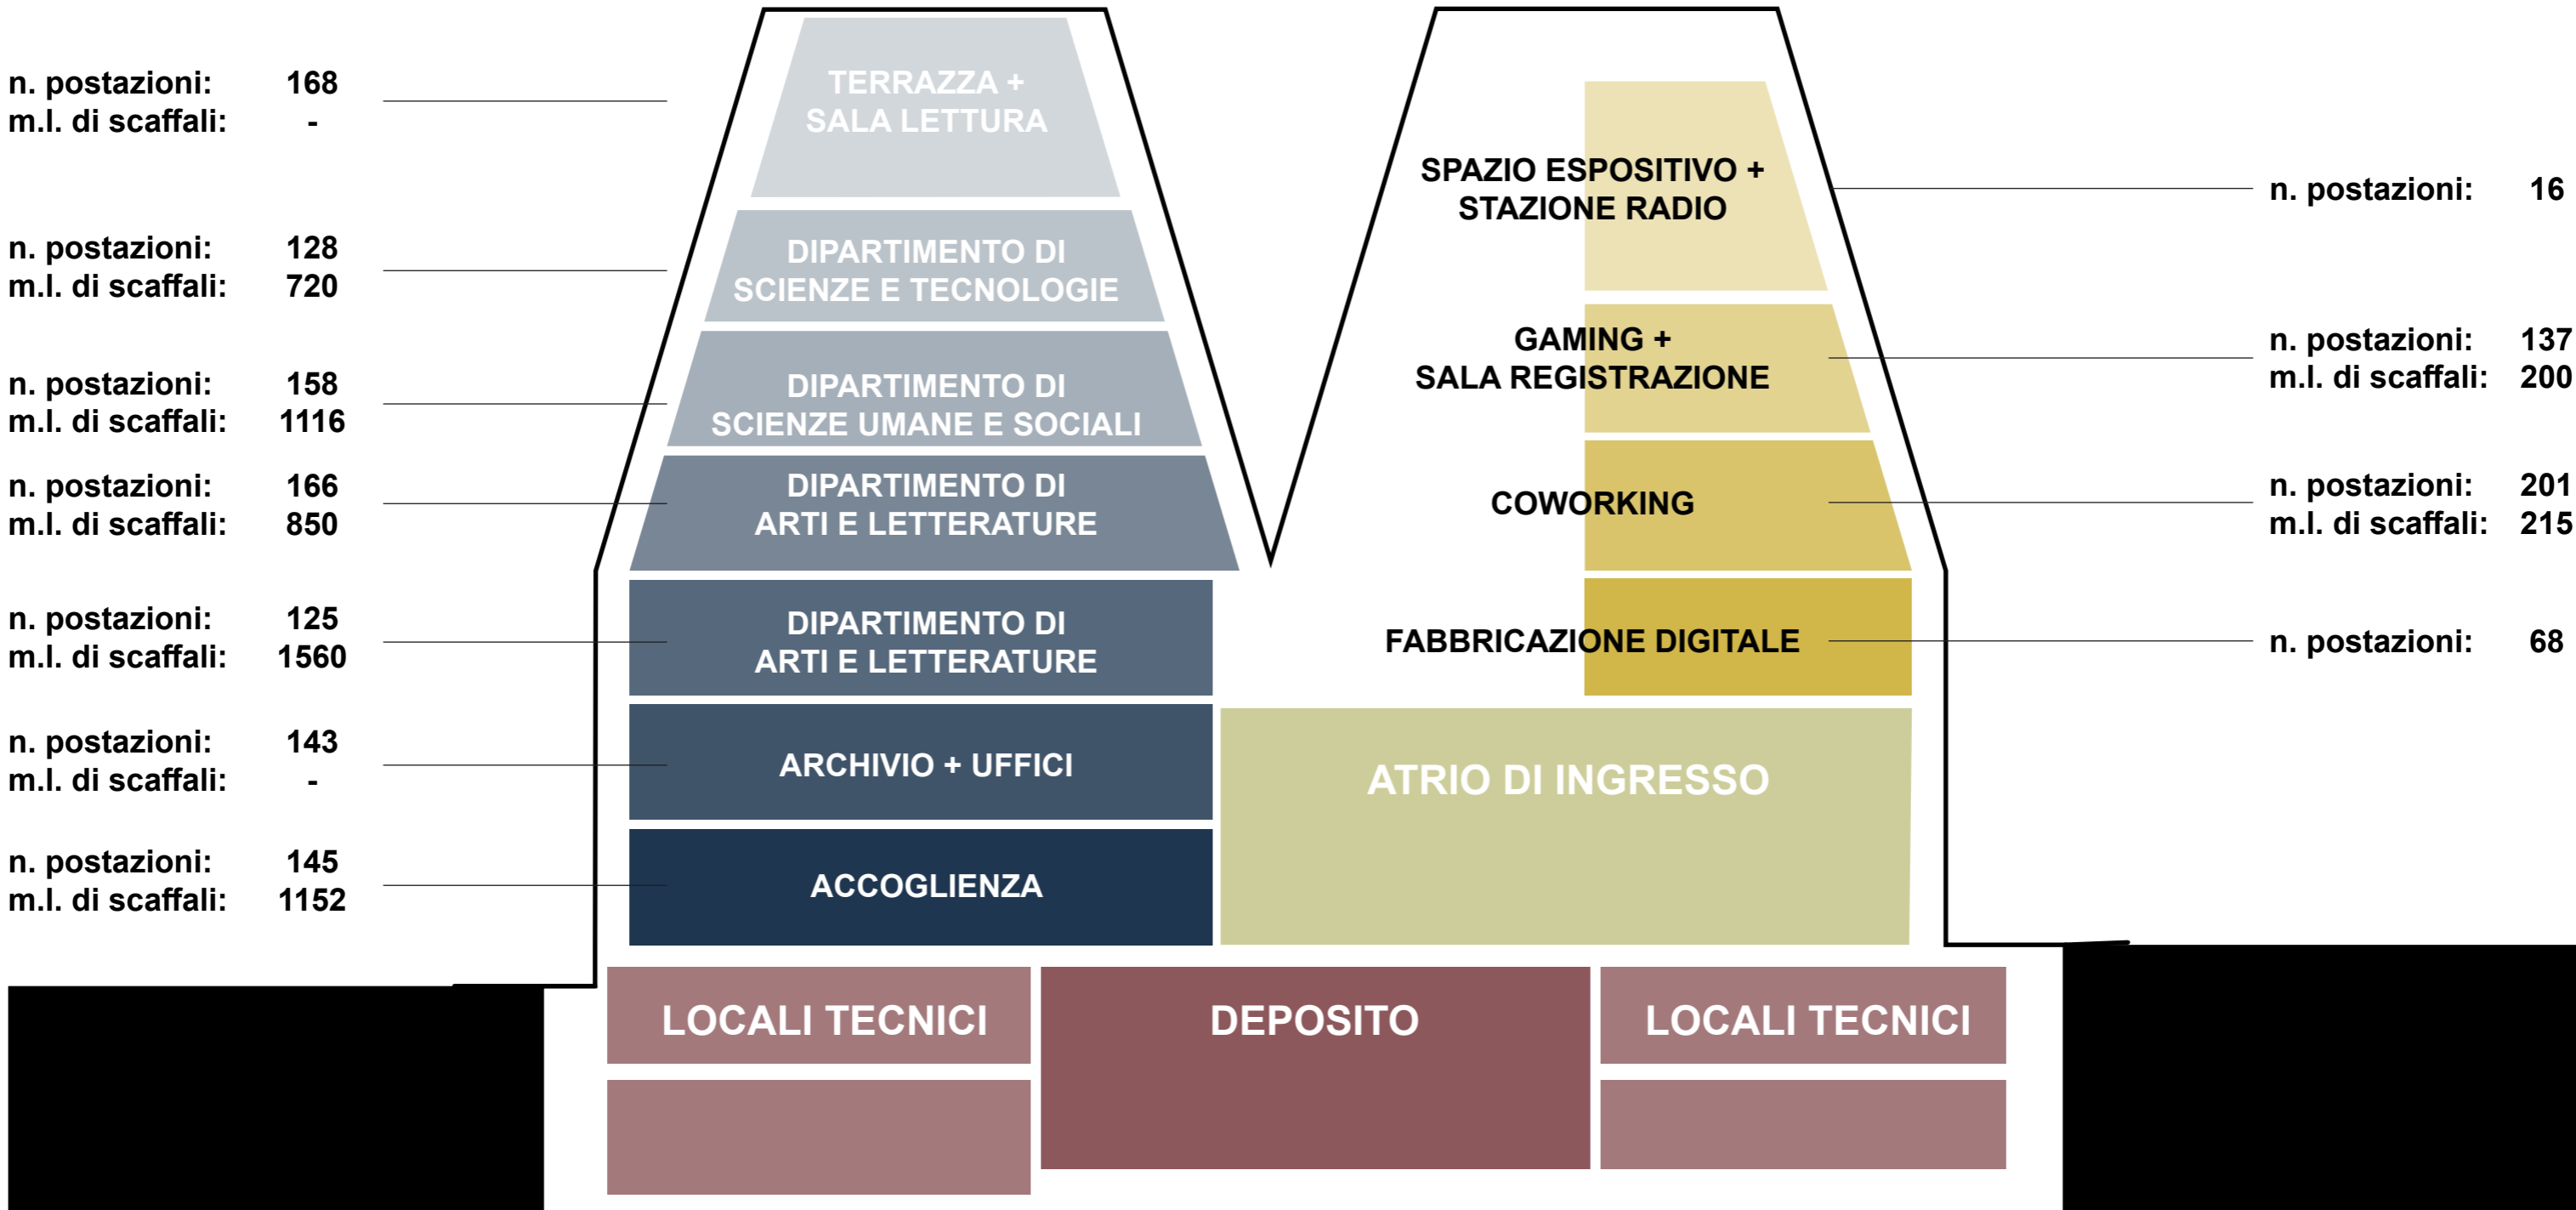 n. postazioni: 168
m.l. di scaffali: -
n. postazioni: 128
m.l. di scaffali: 720
n. postazioni: 158
m.l. di scaffali: 1116
n. postazioni: 166
m.l. di scaffali: 850
n. postazioni: 125
m.l. di scaffali: 1560
n. postazioni: 143
m.l. di scaffali: -
n. postazioni: 145
m.l. di scaffali: 1152
TERRAZZA +
SALA LETTURA
DIPARTIMENTO DI
SCIENZE E TECNOLOGIE
DIPARTIMENTO DI
SCIENZE UMANE E SOCIALI
DIPARTIMENTO DI
ARTI E LETTERATURE
DIPARTIMENTO DI
ARTI E LETTERATURE
ARCHIVIO + UFFICI
ACCOGLIENZA
SPAZIO ESPOSITIVO +
STAZIONE RADIO
GAMING +
SALA REGISTRAZIONE
COWORKING
FABBRICAZIONE DIGITALE
ATRIO DI INGRESSO
n. postazioni: 16
n. postazioni: 137
m.l. di scaffali: 200
n. postazioni: 201
m.l. di scaffali: 215
n. postazioni: 68
LOCALI TECNICI
DEPOSITO
LOCALI TECNICI